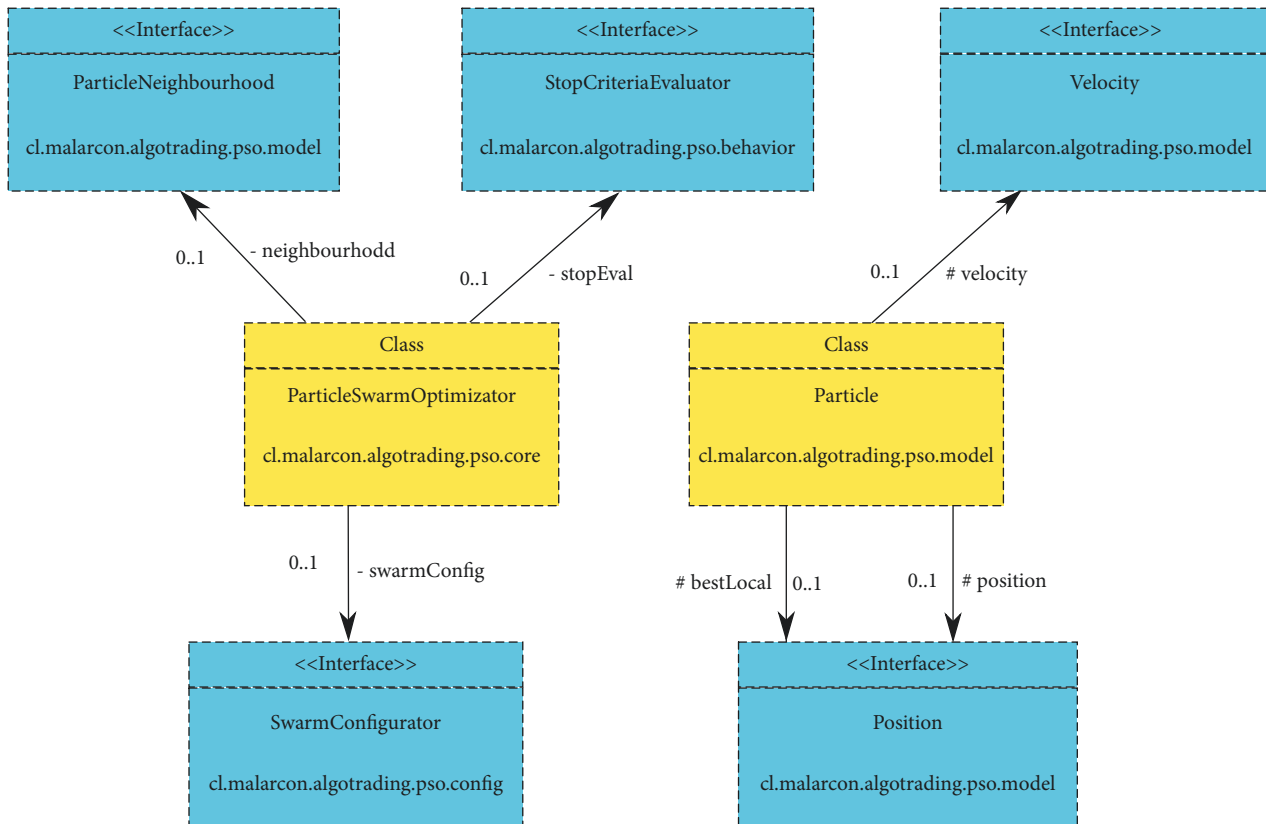 <<Interface>>
ParticleNeighbourhood
cl.malarcon.algotrading.pso.model
<<Interface>>
StopCriteriaEvaluator
cl.malarcon.algotrading.pso.behavior
<<Interface>>
Velocity
cl.malarcon.algotrading.pso.model
0..1
- neighbourhodd
0..1
- stopEval
0..1
# velocity
Class
ParticleSwarmOptimizator
cl.malarcon.algotrading.pso.core
Class
Particle
cl.malarcon.algotrading.pso.model
0..1
- swarmConfig
# bestLocal
0..1
0..1
# position
<<Interface>>
SwarmConfigurator
cl.malarcon.algotrading.pso.config
<<Interface>>
Position
cl.malarcon.algotrading.pso.model